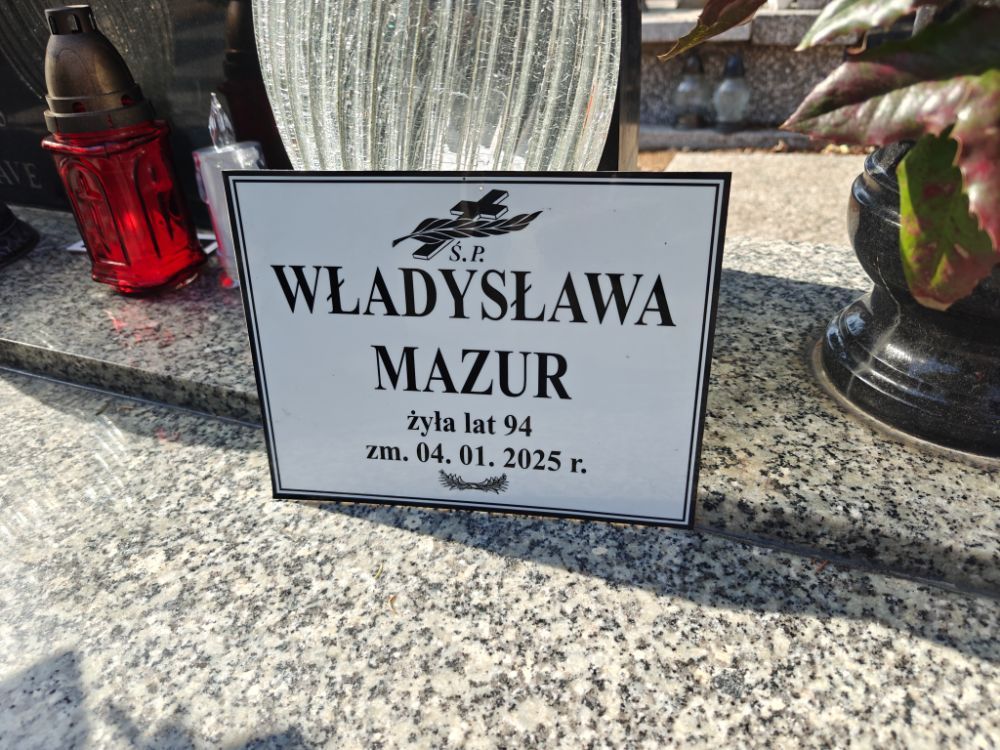 Ś.P.
WŁADYSŁAWA
MAZUR
żyła lat 94
zm. 04. 01. 2025 r.